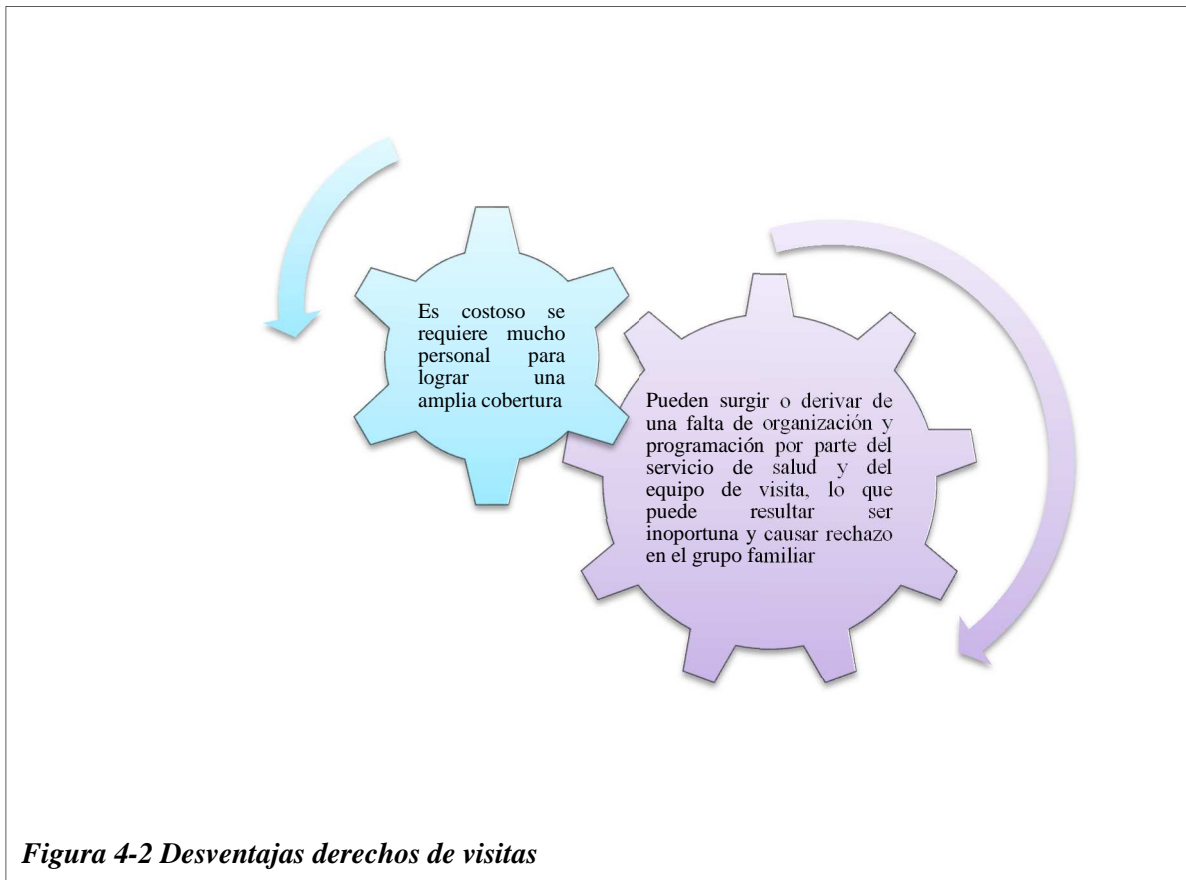 Es costoso se
requiere mucho
personal para
lograr una
amplia cobertura
Pueden surgir o derivar de
una falta de organización y
programación por parte del
servicio de salud y del
equipo de visita, lo que
puede resultar ser
inoportuna y causar rechazo
en el grupo familiar
Figura 4-2 Desventajas derechos de visitas